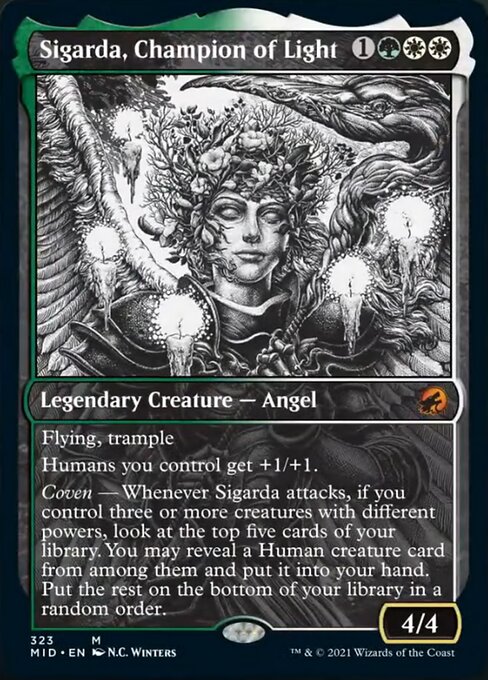 Sigarda, Champion of Light 1
Legendary Creature — Angel
Flying, trample
Humans you control get +1/+1.
Coven — Whenever Sigarda attacks, if you
control three or more creatures with different
powers, look at the top five cards of your
library. You may reveal a Human creature card
from among them and put it into your hand.
Put the rest on the bottom of your library in a
random order.
4/4
323 M
MID • EN N.C. Winters
™ & © 2021 Wizards of the Coast